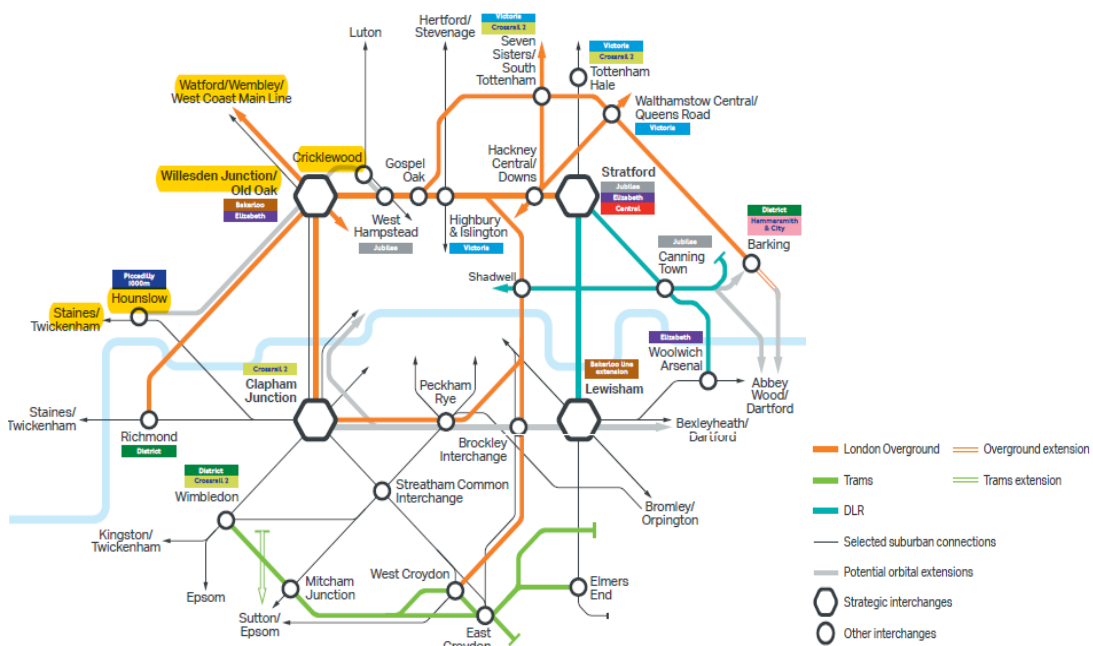 Luton
Hertford/
Stevenage
Victoria
Crossrail 2
Seven
Sisters/
South
Tottenham
Victoria
Crossrail 2
Tottenham
Hale
Watford/Wembley/
West Coast Main Line
Walthamstow Central/
Queens Road
Victoria
Cricklewood
Gospel
Oak
Hackney
Central/
Downs
Stratford
Jubilee
Elizabeth
Central
Willesden Junction/
Old Oak
Bakerloo
Elizabeth
West
Hampstead
Jubilee
Highbury
& Islington
Victoria
District
Hammersmith
& City
Barking
Jubilee
Canning
Town
Shadwell
Piccadilly
1000m
Hounslow
Staines/
Twickenham
Elizabeth
Woolwich
Arsenal
Crossrail 2
Clapham
Junction
Peckham
Rye
Bakerloo Line
extension
Lewisham
Abbey
Wood/
Dartford
Staines/
Twickenham
Richmond
District
Brockley
Interchange
Bexleyheath/
Dartford
District
Crossrail 2
Wimbledon
Streatham Common
Interchange
Bromley/
Orpington
Kingston/
Twickenham
Epsom
Mitcham
Junction
Sutton/
Epsom
West Croydon
East
Croydon
Elmers
End
London Overground
Overground extension
Trams
Trams extension
DLR
Selected suburban connections
Potential orbital extensions
Strategic interchanges
Other interchanges